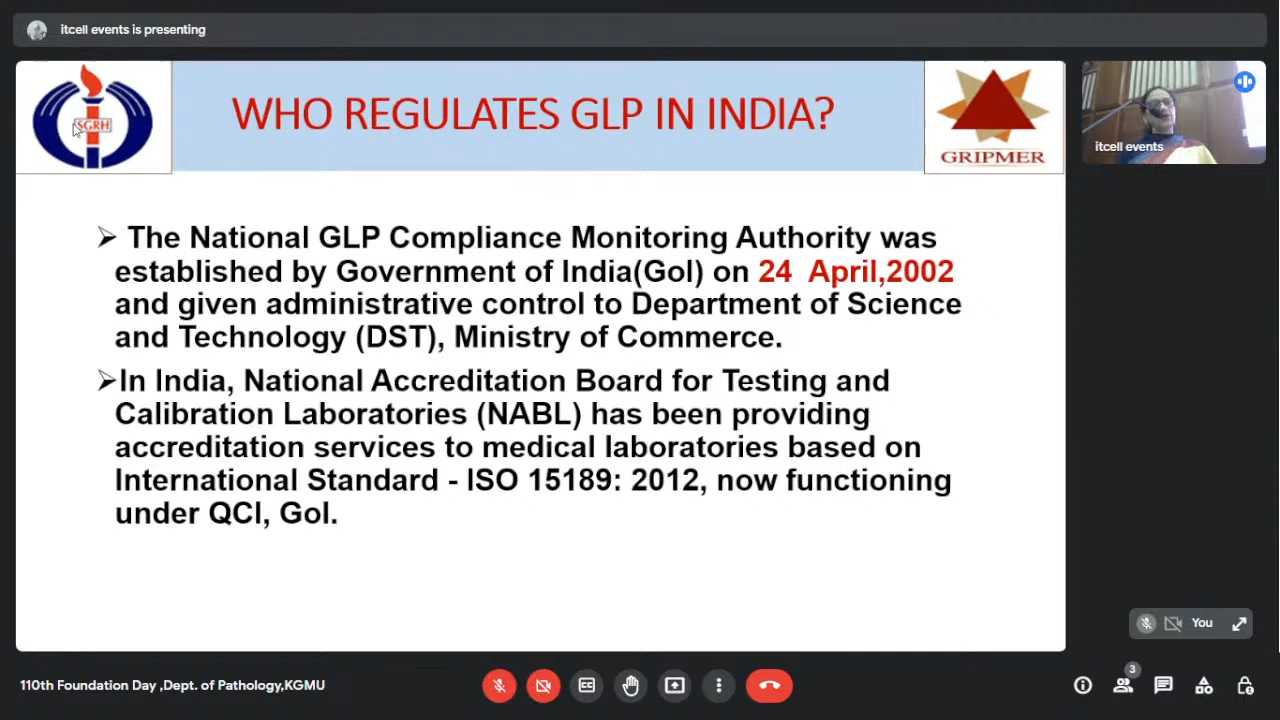 itcell events is presenting
SGRH
WHO REGULATES GLP IN INDIA?
GRIPMER
itcell events
➢ The National GLP Compliance Monitoring Authority was
established by Government of India(GoI) on 24 April,2002
and given administrative control to Department of Science
and Technology (DST), Ministry of Commerce.
➢In India, National Accreditation Board for Testing and
Calibration Laboratories (NABL) has been providing
accreditation services to medical laboratories based on
International Standard - ISO 15189: 2012, now functioning
under QCI, GoI.
You
110th Foundation Day ,Dept. of Pathology,KGMU
3